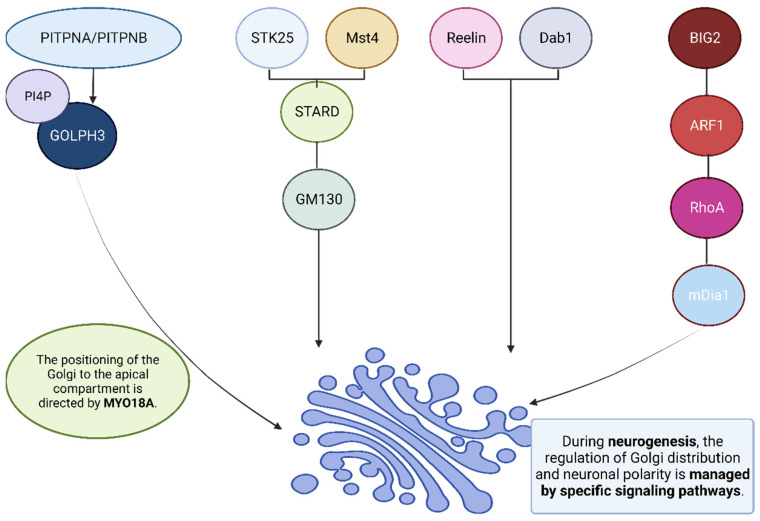 PITPNA/PITPNB
PI4P
GOLPH3
STK25
Mst4
STARD
GM130
Reelin
Dab1
BIG2
ARF1
RhoA
mDia1
The positioning of the
Golgi to the apical
compartment is
directed by MYO18A.
During neurogenesis, the
regulation of Golgi distribution
and neuronal polarity is managed
by specific signaling pathways.